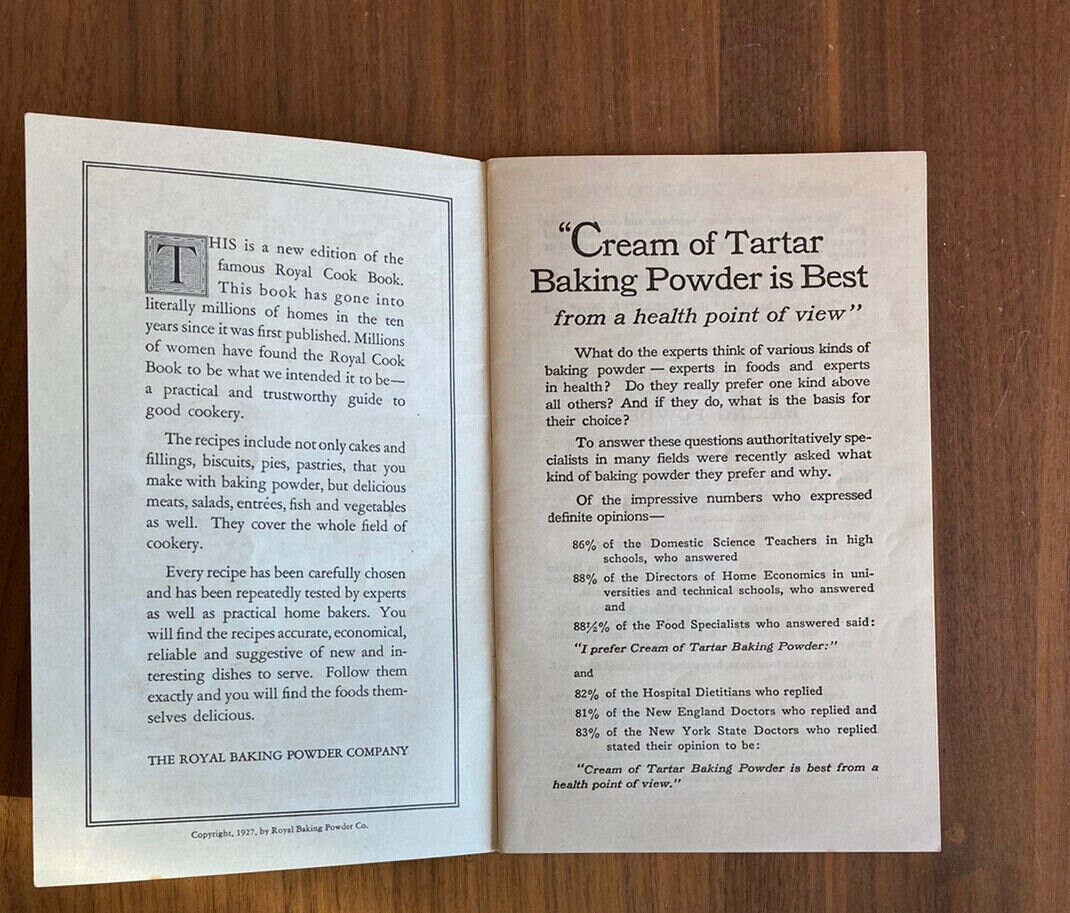 THIS is a new edition of the
famous Royal Cook Book.
This book has gone into
literally millions of homes in the ten
years since it was first published. Millions
of women have found the Royal Cook
Book to be what we intended it to be—
a practical and trustworthy guide to
good cookery.
The recipes include not only cakes and
fillings, biscuits, pies, pastries, that you
make with baking powder, but delicious
meats, salads, entrées, fish and vegetables
as well. They cover the whole field of
cookery.
Every recipe has been carefully chosen
and has been repeatedly tested by experts
as well as practical home bakers. You
will find the recipes accurate, economical,
reliable and suggestive of new and in-
teresting dishes to serve. Follow them
exactly and you will find the foods them-
selves delicious.
THE ROYAL BAKING POWDER COMPANY
Copyright, 1927, by Royal Baking Powder Co.
“Cream of Tartar
Baking Powder is Best
from a health point of view”
What do the experts think of various kinds of
baking powder — experts in foods and experts
in health? Do they really prefer one kind above
all others? And if they do, what is the basis for
their choice?
To answer these questions authoritatively spe-
cialists in many fields were recently asked what
kind of baking powder they prefer and why.
Of the impressive numbers who expressed
definite opinions—
86% of the Domestic Science Teachers in high
schools, who answered
88% of the Directors of Home Economics in uni-
versities and technical schools, who answered
and
88½% of the Food Specialists who answered said:
“I prefer Cream of Tartar Baking Powder:”
and
82% of the Hospital Dietitians who replied
81% of the New England Doctors who replied and
83% of the New York State Doctors who replied
stated their opinion to be:
“Cream of Tartar Baking Powder is best from a
health point of view.”